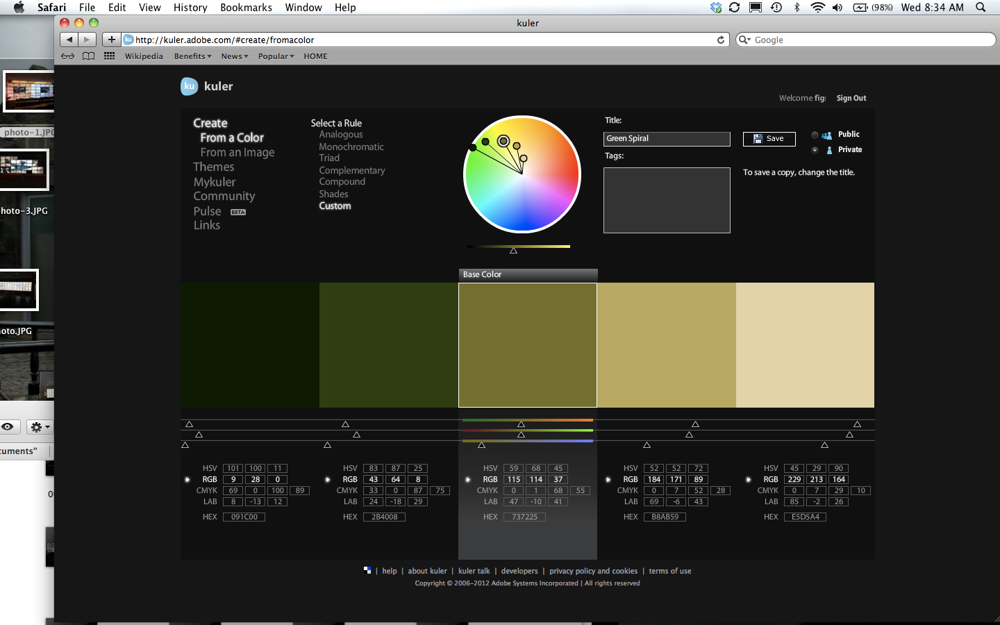 Safari File Edit View History Bookmarks Window Help (98%) Wed 8:34 AM
kuler
http://kuler.adobe.com/#create/fromacolor Google
Wikipedia Benefits News Popular HOME
ku kuler
Welcome fig: Sign Out
Create
From a Color
From an Image
Themes
Mykuler
Community
Pulse BETA
Links
Select a Rule
Analogous
Monochromatic
Triad
Complementary
Compound
Shades
Custom
Title:
Green Spiral
Tags:
Save
Public
Private
To save a copy, change the title.
Base Color
HSV 101 100 11
RGB 9 28 0
CMYK 69 0 100 89
LAB 8 -13 12
HEX 091C00
HSV 83 87 25
RGB 43 64 8
CMYK 33 0 87 75
LAB 24 -18 29
HEX 2B4008
HSV 59 68 45
RGB 115 114 37
CMYK 0 1 68 55
LAB 47 -10 41
HEX 737225
HSV 52 52 72
RGB 184 171 89
CMYK 0 7 52 28
LAB 69 -6 43
HEX B8AB59
HSV 45 29 90
RGB 229 213 164
CMYK 0 7 29 10
LAB 85 -2 26
HEX E5D5A4
| help | about kuler | kuler talk | developers | privacy policy and cookies | terms of use
Copyright © 2006-2012 Adobe Systems Incorporated | All rights reserved
photo-1.JPG
hoto-3.JPG
oto.JPG
cuments"